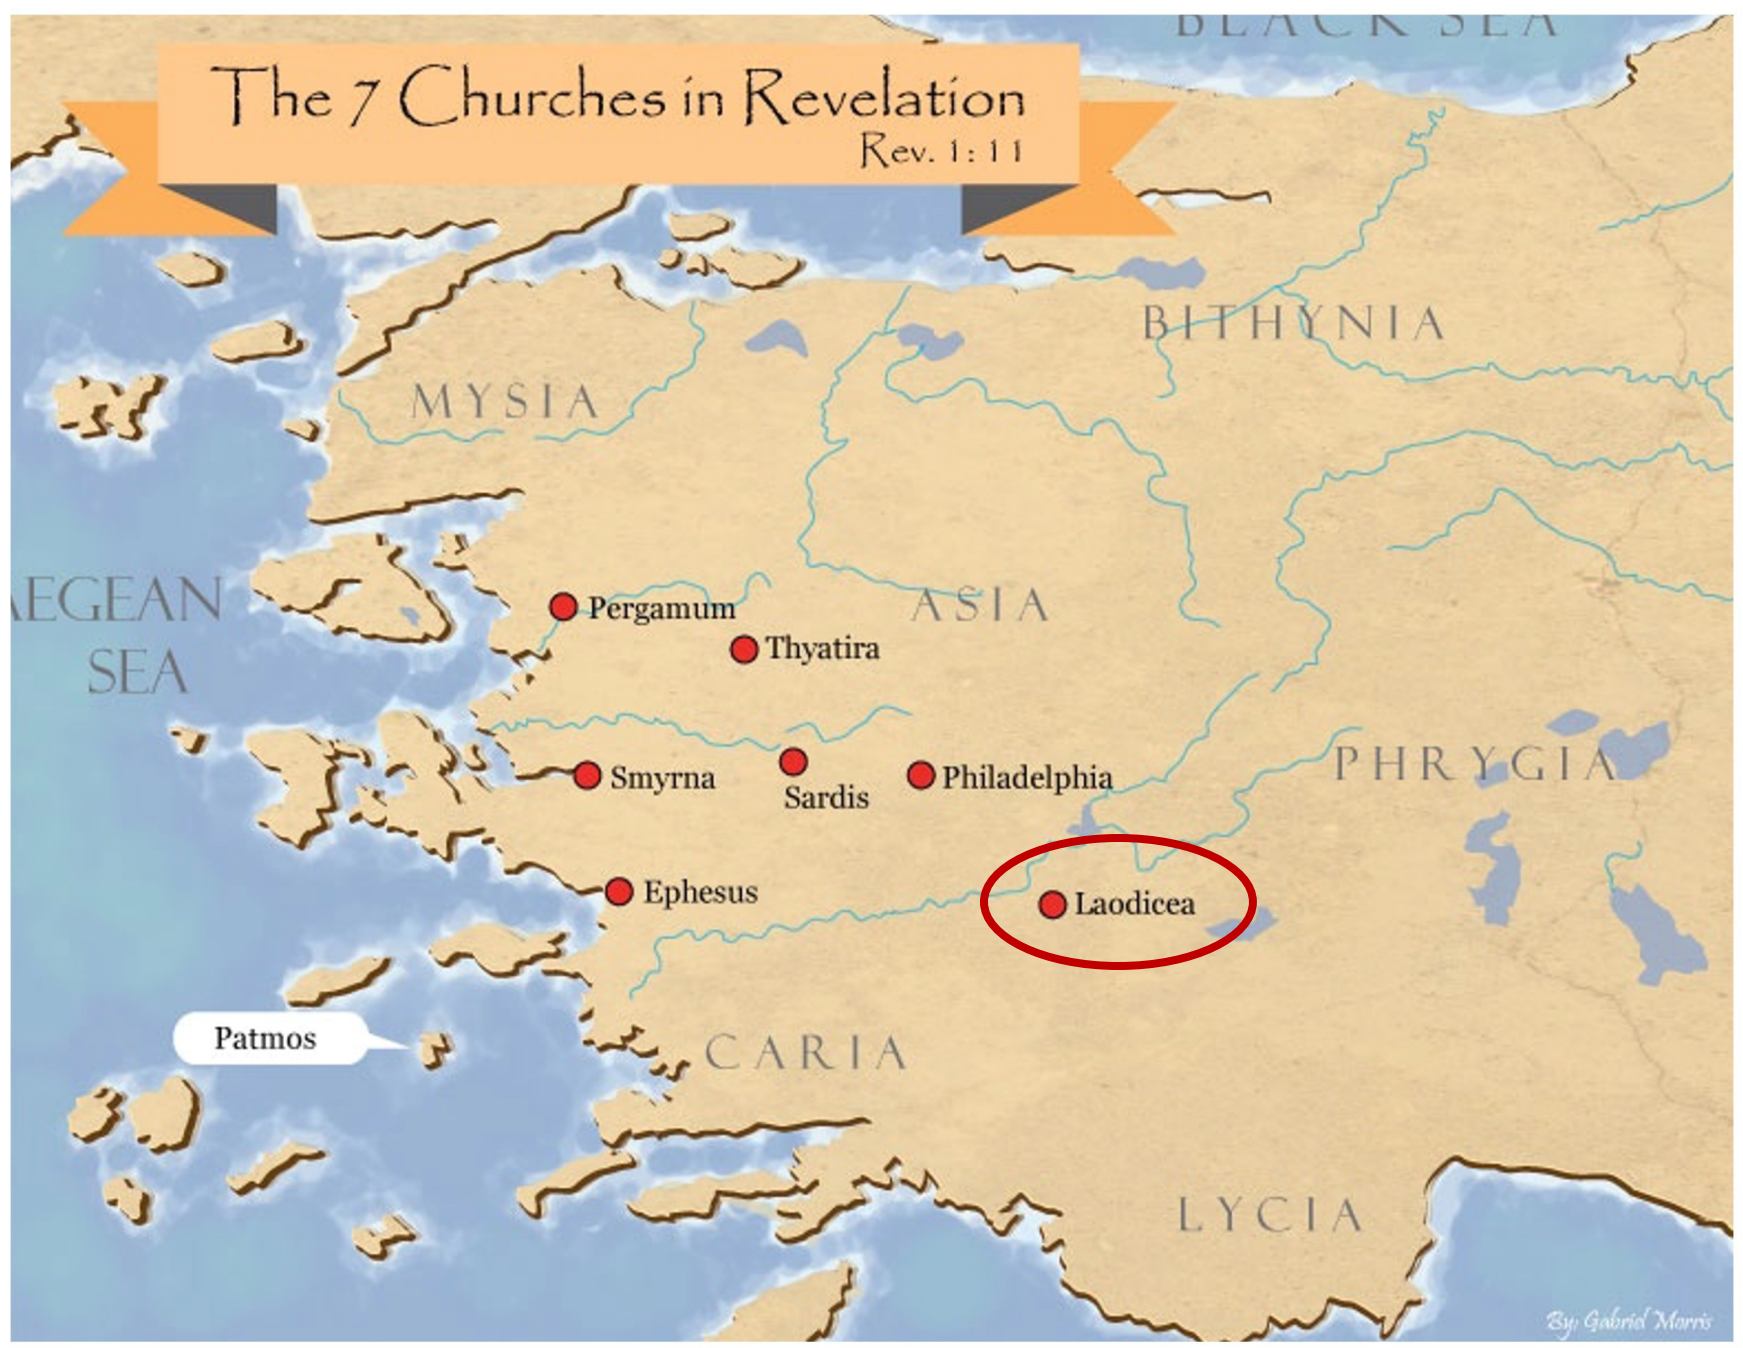 BLACK SEA
The 7 Churches in Revelation
Rev. 1:11
BITHYNIA
MYSIA
AEGEAN
SEA
Pergamum
ASIA
Thyatira
PHRYGIA
Smyrna
Sardis
Philadelphia
Ephesus
Laodicea
Patmos
CARIA
LYCIA
By: Gabriel Morris